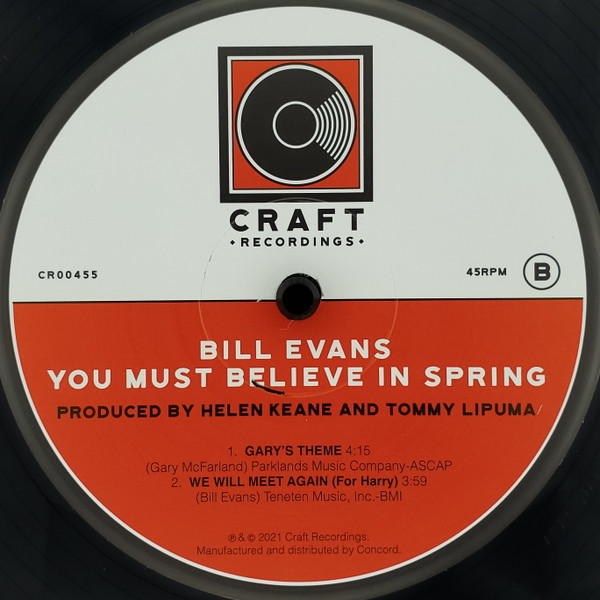 CRAFT
• RECORDINGS •
CR00455
45RPM B
BILL EVANS
YOU MUST BELIEVE IN SPRING
PRODUCED BY HELEN KEANE AND TOMMY LIPUMA
1. GARY'S THEME 4:15
(Gary McFarland) Parklands Music Company-ASCAP
2. WE WILL MEET AGAIN (For Harry) 3:59
(Bill Evans) Teneten Music, Inc.-BMI
℗ & © 2021 Craft Recordings.
Manufactured and distributed by Concord.